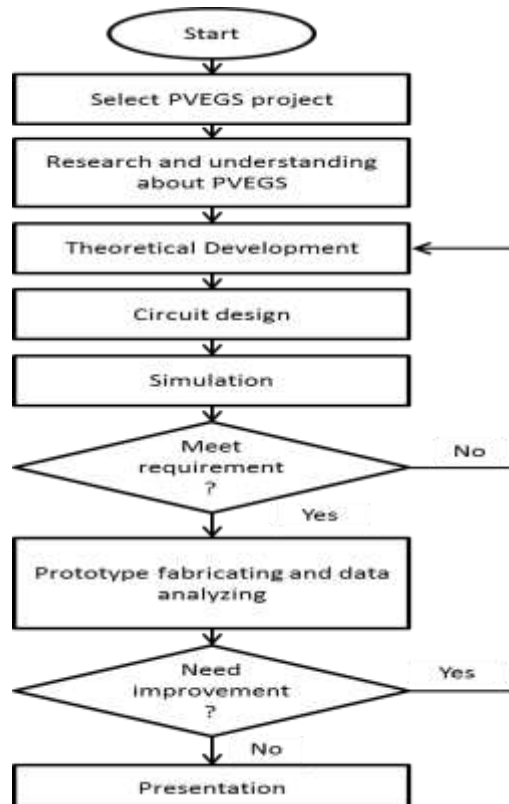 Start
Select PVEGS project
Research and understanding
about PVEGS
Theoretical Development
Circuit design
Simulation
Meet
requirement
?
No
Yes
Prototype fabricating and data
analyzing
Need
improvement
?
Yes
No
Presentation